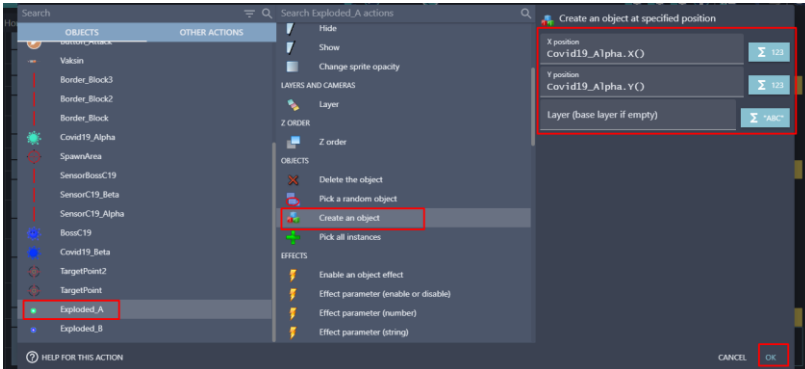 Search
OBJECTS
OTHER ACTIONS
Button_Attack
Vaksin
Border_Block3
Border_Block2
Border_Block
Covid19_Alpha
SpawnArea
SensorBossC19
SensorC19_Beta
SensorC19_Alpha
BossC19
Covid19_Beta
TargetPoint2
TargetPoint
Exploded_A
Exploded_B
HELP FOR THIS ACTION
Search Exploded_A actions
Hide
Show
Change sprite opacity
LAYERS AND CAMERAS
Layer
Z ORDER
Z order
OBJECTS
Delete the object
Pick a random object
Create an object
Pick all instances
EFFECTS
Enable an object effect
Effect parameter (enable or disable)
Effect parameter (number)
Effect parameter (string)
Create an object at specified position
X position
Covid19_Alpha.X()
Σ 123
Y position
Covid19_Alpha.Y()
Σ 123
Layer (base layer if empty)
Σ "ABC"
CANCEL
OK